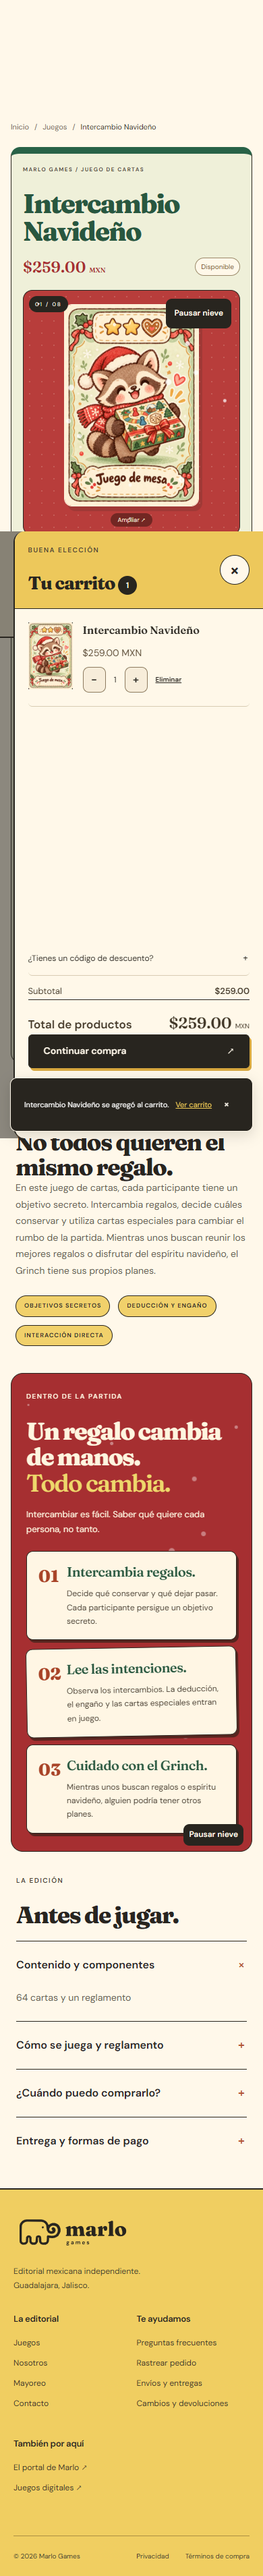 Inicio / Juegos / Intercambio Navideño
MARLO GAMES / JUEGO DE CARTAS
Intercambio
Navideño
$259.00 MXN
Disponible
01 / 08
Pausar nieve
Juego de mesa
Ampliar ↗
BUENA ELECCIÓN
Tu carrito 1
×
Intercambio Navideño
$259.00 MXN
− 1 + Eliminar
¿Tienes un código de descuento? +
Subtotal $259.00
Total de productos $259.00 MXN
Continuar compra ↗
Intercambio Navideño se agregó al carrito. Ver carrito ×
No todos quieren el
mismo regalo.
En este juego de cartas, cada participante tiene un
objetivo secreto. Intercambia regalos, decide cuáles
conservar y utiliza cartas especiales para cambiar el
rumbo de la partida. Mientras unos buscan reunir los
mejores regalos o disfrutar del espíritu navideño, el
Grinch tiene sus propios planes.
OBJETIVOS SECRETOS
DEDUCCIÓN Y ENGAÑO
INTERACCIÓN DIRECTA
DENTRO DE LA PARTIDA
Un regalo cambia
de manos.
Todo cambia.
Intercambiar es fácil. Saber qué quiere cada
persona, no tanto.
01 Intercambia regalos.
Decide qué conservar y qué dejar pasar.
Cada participante persigue un objetivo
secreto.
02 Lee las intenciones.
Observa los intercambios. La deducción,
el engaño y las cartas especiales entran
en juego.
03 Cuidado con el Grinch.
Mientras unos buscan regalos o espíritu
navideño, alguien podría tener otros
planes.
Pausar nieve
LA EDICIÓN
Antes de jugar.
Contenido y componentes ×
64 cartas y un reglamento
Cómo se juega y reglamento +
¿Cuándo puedo comprarlo? +
Entrega y formas de pago +
marlo
games
Editorial mexicana independiente.
Guadalajara, Jalisco.
La editorial
Juegos
Nosotros
Mayoreo
Contacto
Te ayudamos
Preguntas frecuentes
Rastrear pedido
Envíos y entregas
Cambios y devoluciones
También por aquí
El portal de Marlo ↗
Juegos digitales ↗
© 2026 Marlo Games
Privacidad
Términos de compra